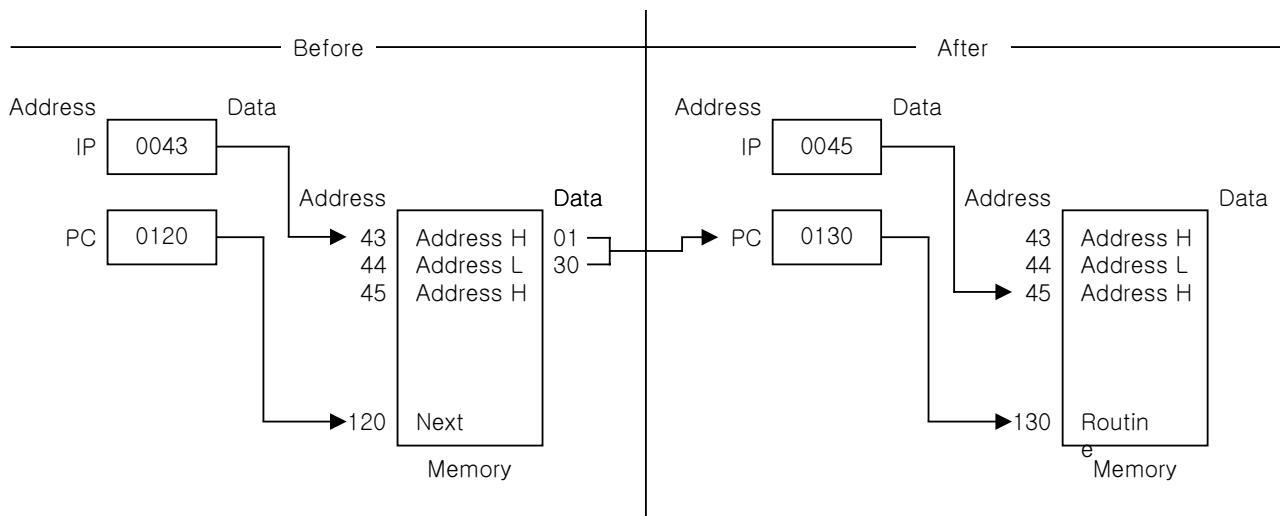 Before
Address Data
IP 0043
Address Data
PC 0120
43 Address H 01
44 Address L 30
45 Address H
120 Next
Memory
After
Address Data
IP 0045
Address Data
PC 0130
43 Address H
44 Address L
45 Address H
130 Routin
e
Memory